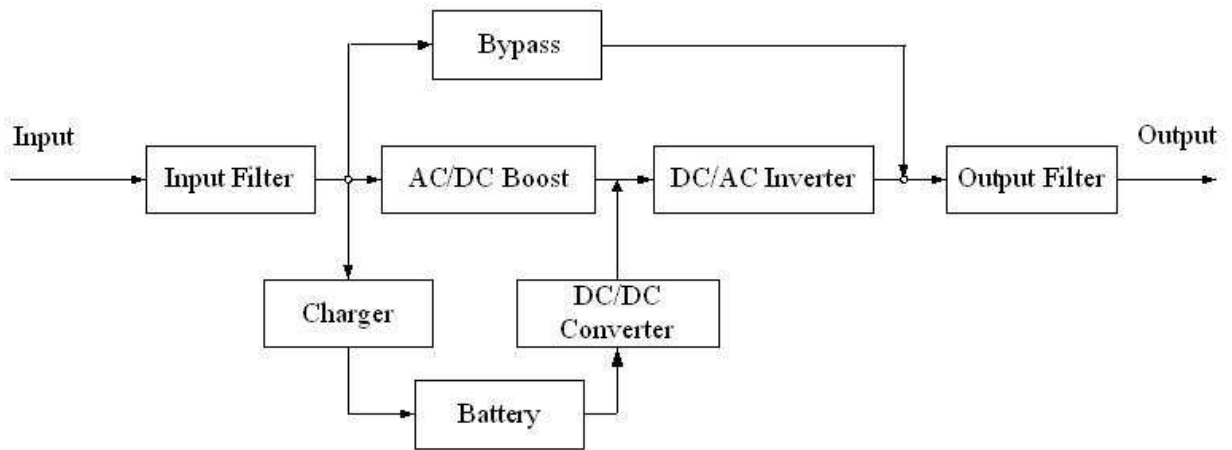 Bypass
Input
Output
Input Filter
AC/DC Boost
DC/AC Inverter
Output Filter
Charger
DC/DC
Converter
Battery